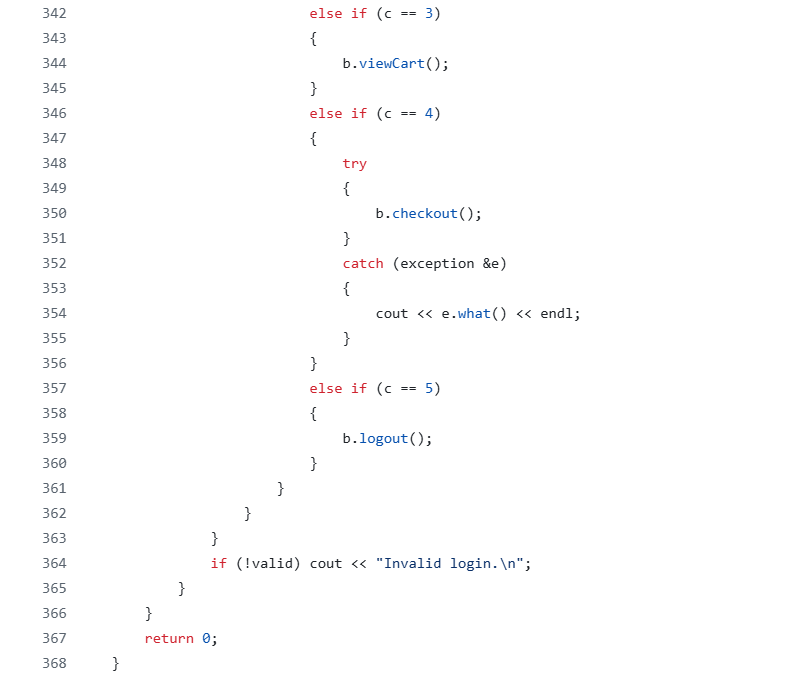 342                             else if (c == 3)
343                             {
344                                 b.viewCart();
345                             }
346                             else if (c == 4)
347                             {
348                                 try
349                                 {
350                                     b.checkout();
351                                 }
352                                 catch (exception &e)
353                                 {
354                                     cout << e.what() << endl;
355                                 }
356                             }
357                             else if (c == 5)
358                             {
359                                 b.logout();
360                             }
361                         }
362                     }
363                 }
364                 if (!valid) cout << "Invalid login.\n";
365             }
366         }
367         return 0;
368     }